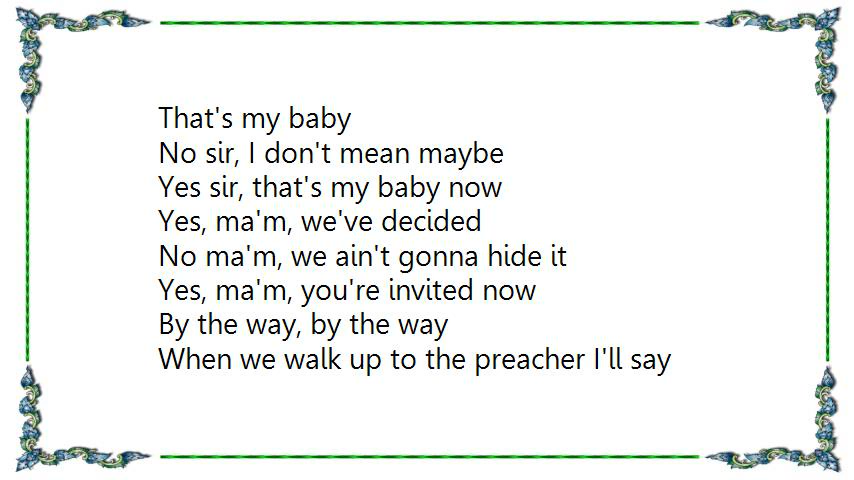 That's my baby
No sir, I don't mean maybe
Yes sir, that's my baby now
Yes, ma'm, we've decided
No ma'm, we ain't gonna hide it
Yes, ma'm, you're invited now
By the way, by the way
When we walk up to the preacher I'll say